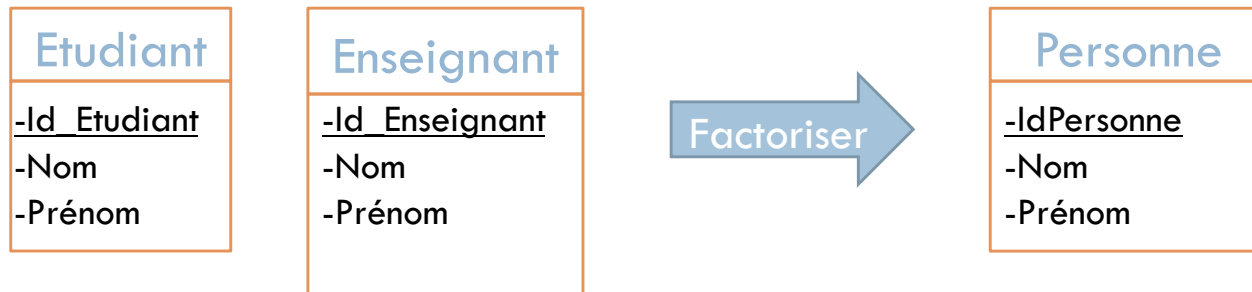 Etudiant
-Id_Etudiant
-Nom
-Prénom
Enseignant
-Id_Enseignant
-Nom
-Prénom
Factoriser
Personne
-IdPersonne
-Nom
-Prénom